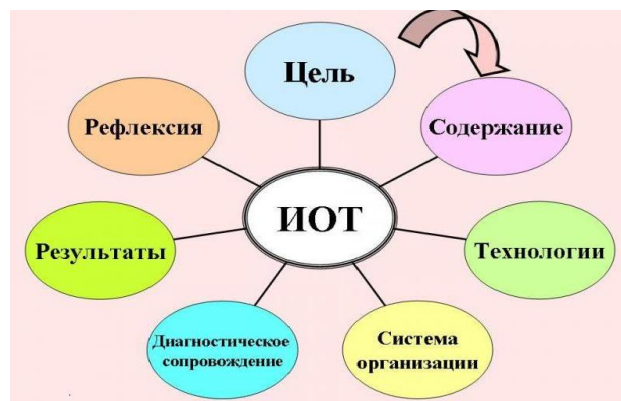 Цель
Содержание
Технологии
Система
организации
Диагностическое
сопровождение
Результаты
Рефлексия
ИОТ